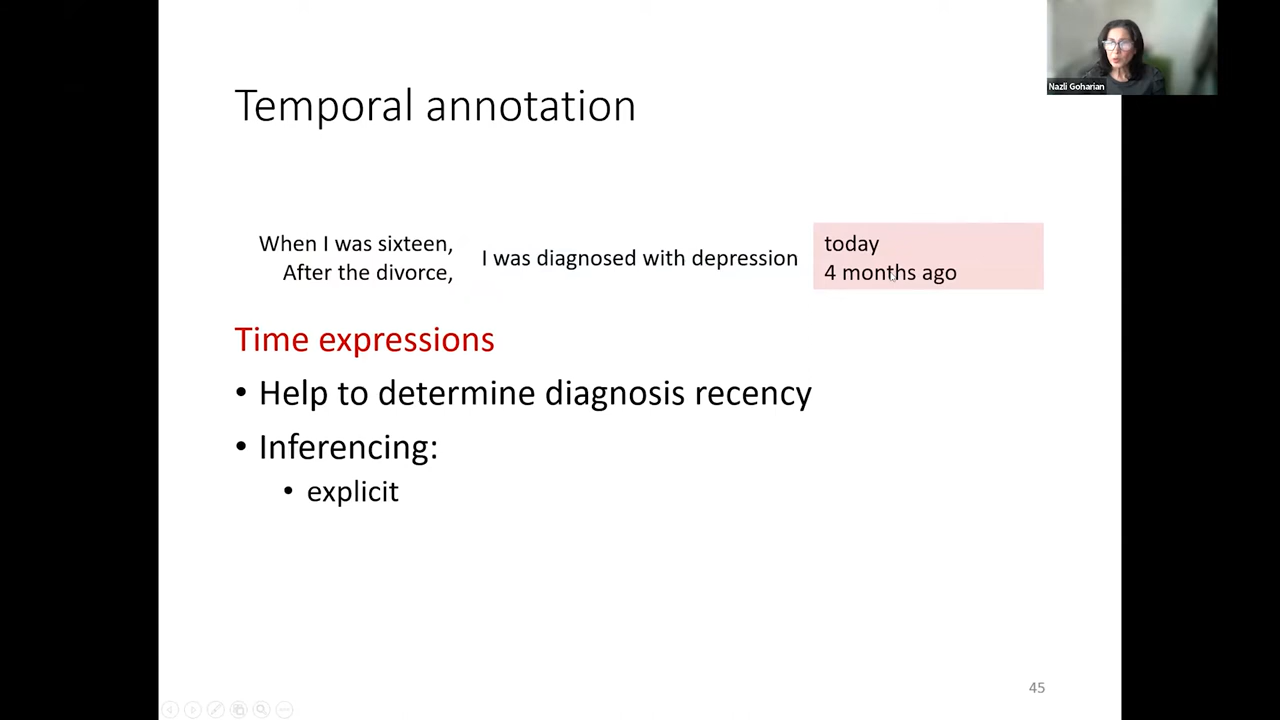 Nazli Goharian
Temporal annotation
When I was sixteen,
After the divorce,
I was diagnosed with depression
today
4 months ago
Time expressions
• Help to determine diagnosis recency
• Inferencing:
• explicit
45